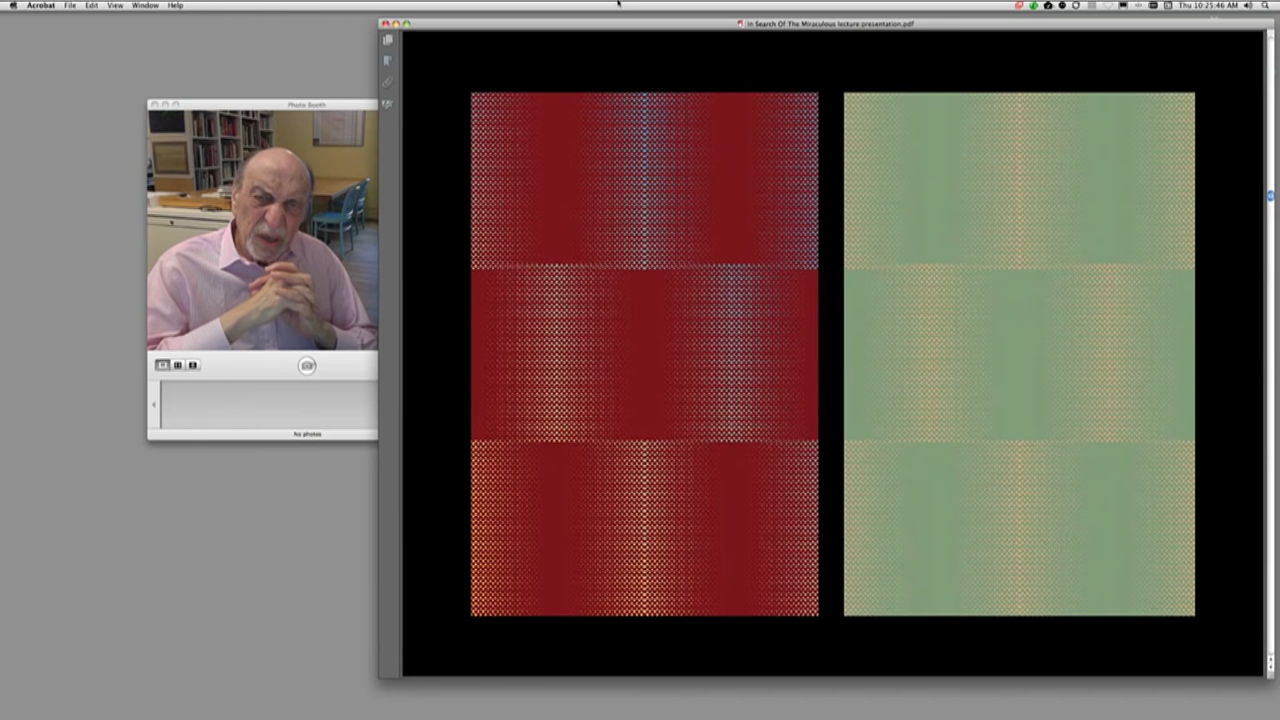 Acrobat File Edit View Window Help Thu 10:25:46 AM
In Search Of The Miraculous lecture presentation.pdf
Photo Booth
No photos